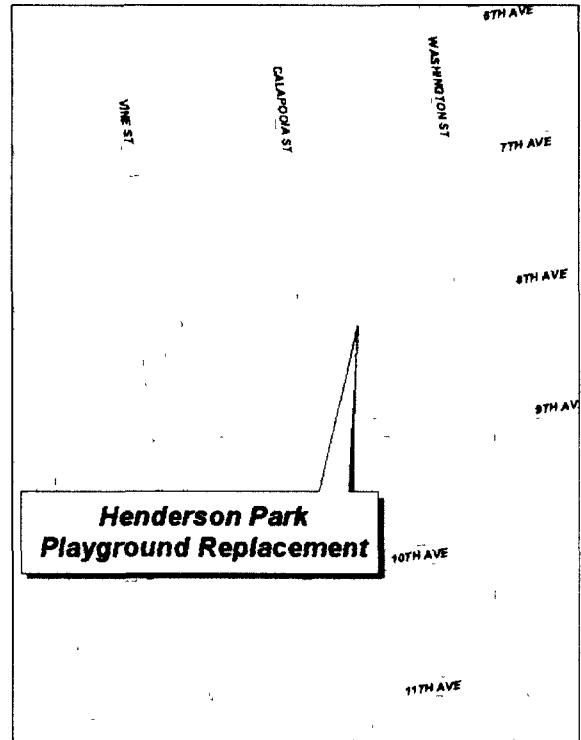 6TH AVE
WASHINGTON ST
CALAPOOIA ST
VINE ST
7TH AVE
8TH AVE
9TH AV
Henderson Park
Playground Replacement
10TH AVE
11TH AVE